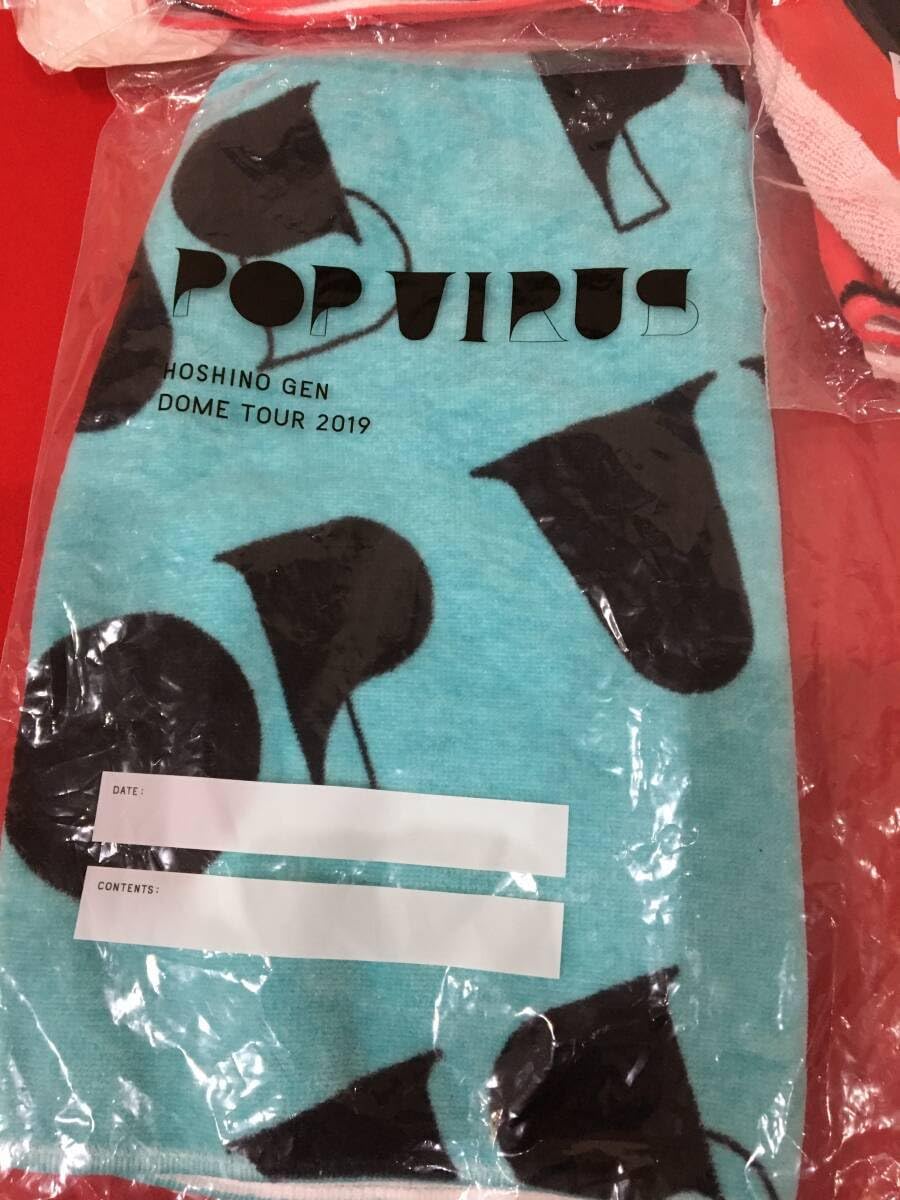 POP VIRUS
HOSHINO GEN
DOME TOUR 2019
DATE:
CONTENTS: